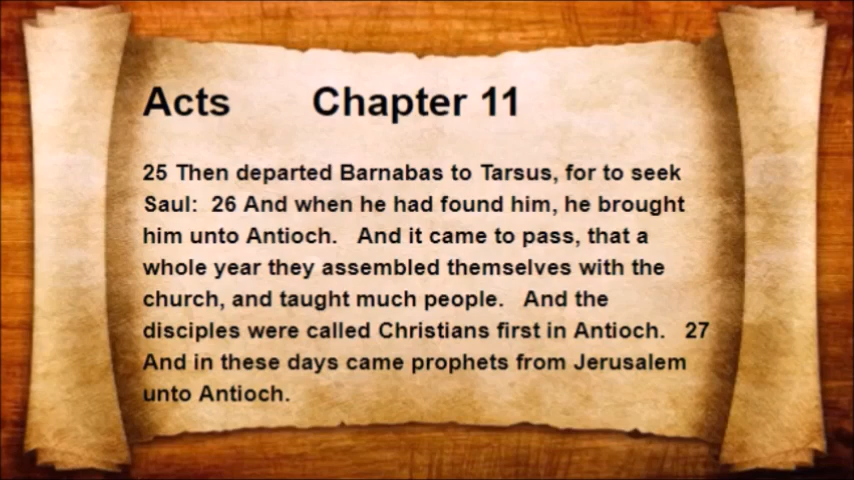 Acts Chapter 11
25 Then departed Barnabas to Tarsus, for to seek
Saul: 26 And when he had found him, he brought
him unto Antioch. And it came to pass, that a
whole year they assembled themselves with the
church, and taught much people. And the
disciples were called Christians first in Antioch. 27
And in these days came prophets from Jerusalem
unto Antioch.